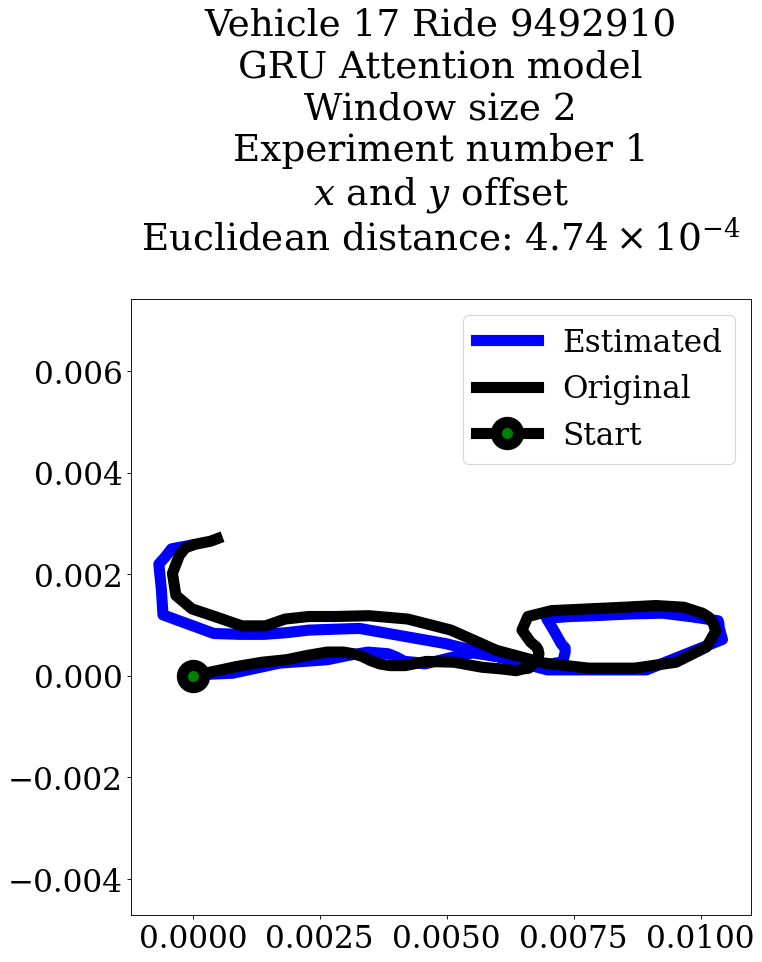 Vehicle 17 Ride 9492910
GRU Attention model
Window size 2
Experiment number 1
x and y offset
Euclidean distance: 4.74 × 10⁻⁴
Estimated
Original
Start
0.006
0.004
0.002
0.000
−0.002
−0.004
0.0000 0.0025 0.0050 0.0075 0.0100